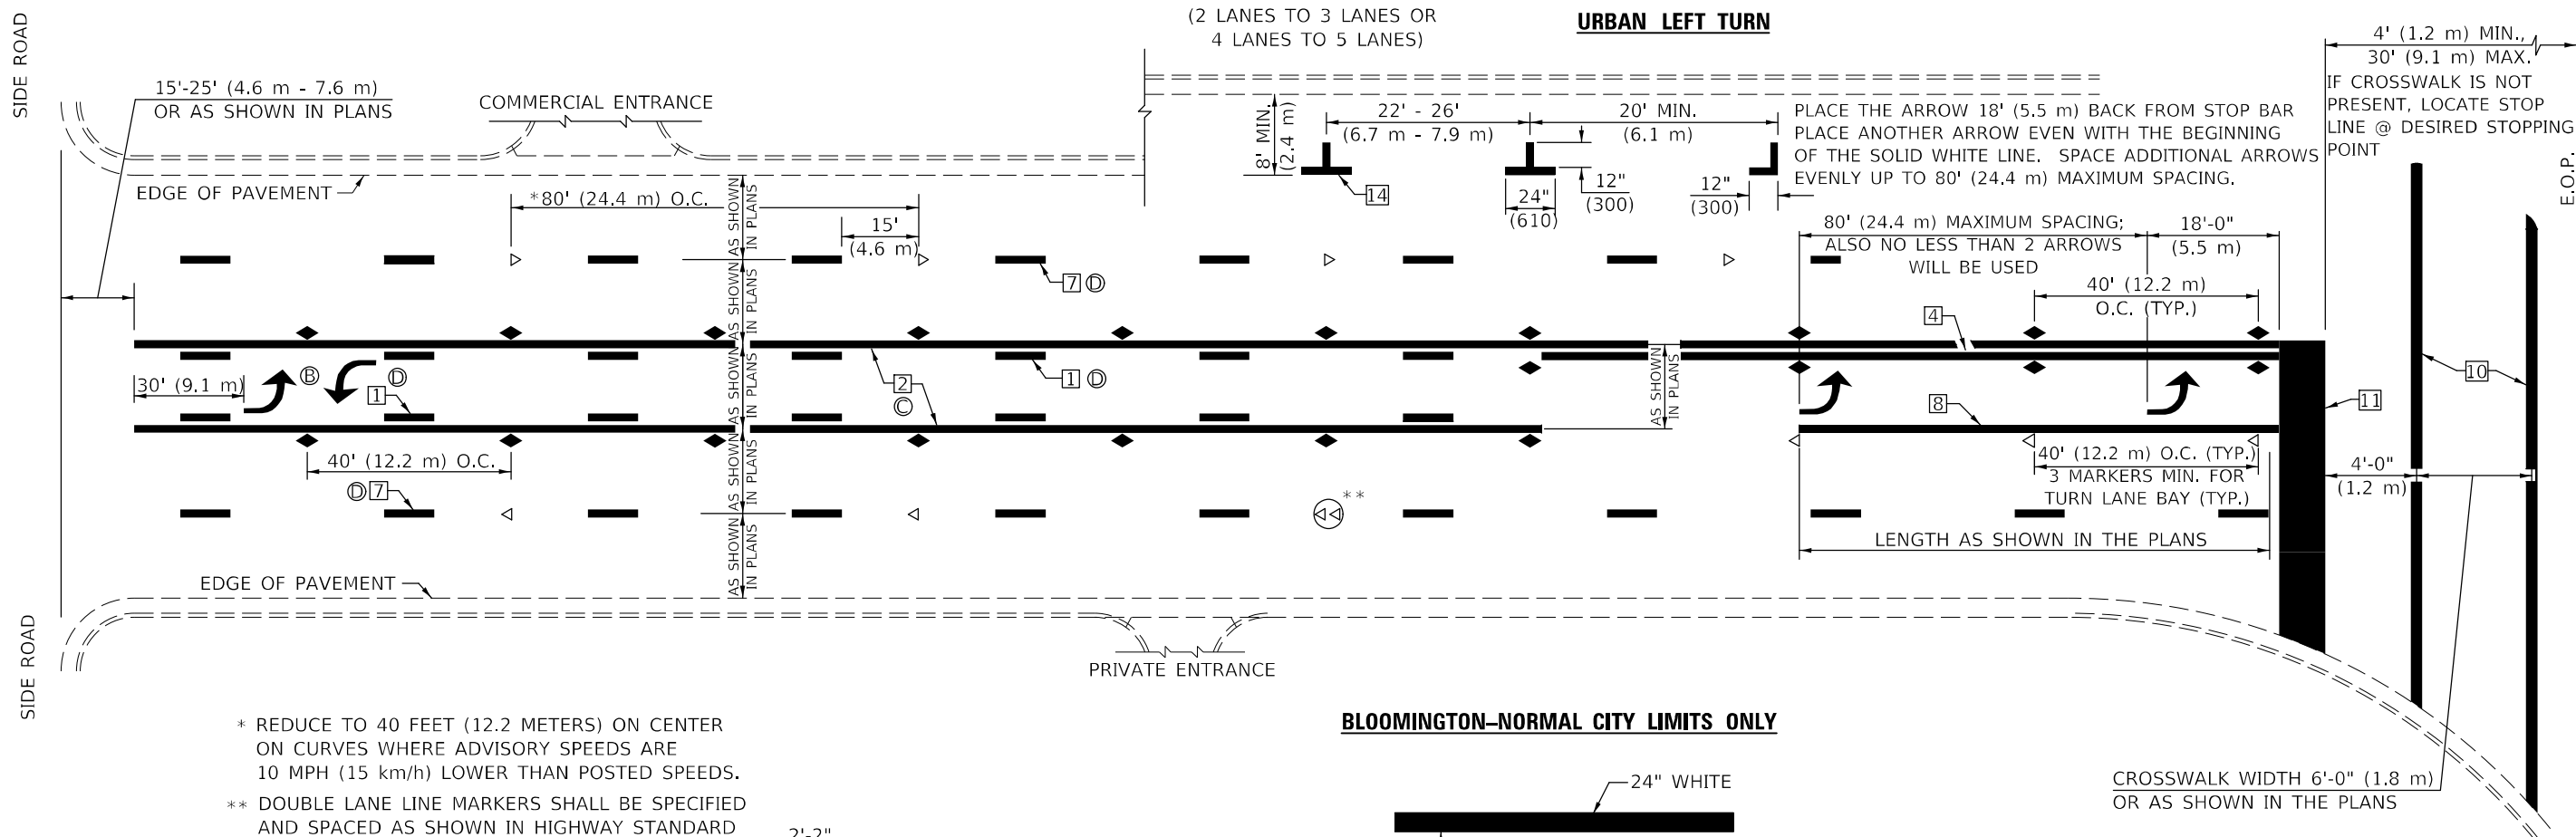 (2 LANES TO 3 LANES OR
4 LANES TO 5 LANES)
URBAN LEFT TURN
SIDE ROAD
15'-25' (4.6 m - 7.6 m)
OR AS SHOWN IN PLANS
COMMERCIAL ENTRANCE
EDGE OF PAVEMENT
*80' (24.4 m) O.C.
15'
(4.6 m)
8' MIN.
(2.4 m)
22' - 26'
(6.7 m - 7.9 m)
20' MIN.
(6.1 m)
14
24"
(610)
12"
(300)
12"
(300)
PLACE THE ARROW 18' (5.5 m) BACK FROM STOP BAR
PLACE ANOTHER ARROW EVEN WITH THE BEGINNING
OF THE SOLID WHITE LINE. SPACE ADDITIONAL ARROWS
EVENLY UP TO 80' (24.4 m) MAXIMUM SPACING.
4' (1.2 m) MIN.,
30' (9.1 m) MAX.
IF CROSSWALK IS NOT
PRESENT, LOCATE STOP
LINE @ DESIRED STOPPING
POINT
E.O.P.
80' (24.4 m) MAXIMUM SPACING;
ALSO NO LESS THAN 2 ARROWS
WILL BE USED
18'-0"
(5.5 m)
40' (12.2 m)
O.C. (TYP.)
AS SHOWN
IN PLANS
AS SHOWN
IN PLANS
AS SHOWN
IN PLANS
AS SHOWN
IN PLANS
AS SHOWN
IN PLANS
AS SHOWN
IN PLANS
7 D
4
30' (9.1 m)
B
D
1
1 D
2
C
8
10
11
40' (12.2 m) O.C.
D 7
**
40' (12.2 m) O.C. (TYP.)
3 MARKERS MIN. FOR
TURN LANE BAY (TYP.)
4'-0"
(1.2 m)
LENGTH AS SHOWN IN THE PLANS
EDGE OF PAVEMENT
SIDE ROAD
PRIVATE ENTRANCE
* REDUCE TO 40 FEET (12.2 METERS) ON CENTER
ON CURVES WHERE ADVISORY SPEEDS ARE
10 MPH (15 km/h) LOWER THAN POSTED SPEEDS.
** DOUBLE LANE LINE MARKERS SHALL BE SPECIFIED
AND SPACED AS SHOWN IN HIGHWAY STANDARD
2'-2"
BLOOMINGTON–NORMAL CITY LIMITS ONLY
24" WHITE
CROSSWALK WIDTH 6'-0" (1.8 m)
OR AS SHOWN IN THE PLANS